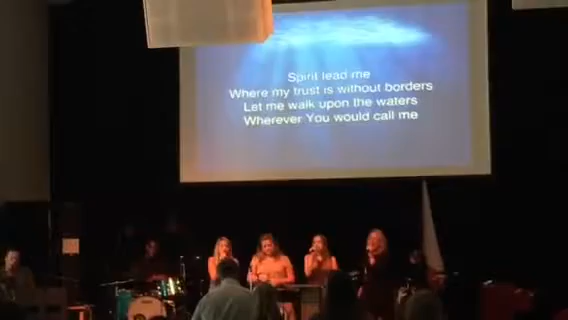 Spirit lead me
Where my trust is without borders
Let me walk upon the waters
Wherever You would call me